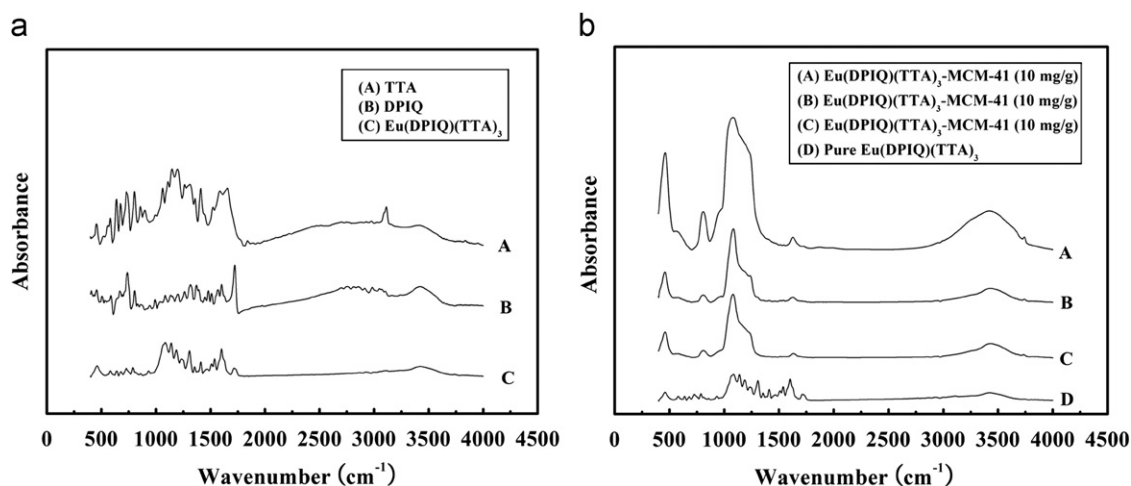 a
(A) TTA
(B) DPIQ
(C) Eu(DPIQ)(TTA)₃
Absorbance
A
B
C
0 500 1000 1500 2000 2500 3000 3500 4000 4500
Wavenumber (cm⁻¹)
b
(A) Eu(DPIQ)(TTA)₃-MCM-41 (10 mg/g)
(B) Eu(DPIQ)(TTA)₃-MCM-41 (10 mg/g)
(C) Eu(DPIQ)(TTA)₃-MCM-41 (10 mg/g)
(D) Pure Eu(DPIQ)(TTA)₃
Absorbance
A
B
C
D
0 500 1000 1500 2000 2500 3000 3500 4000 4500
Wavenumber (cm⁻¹)